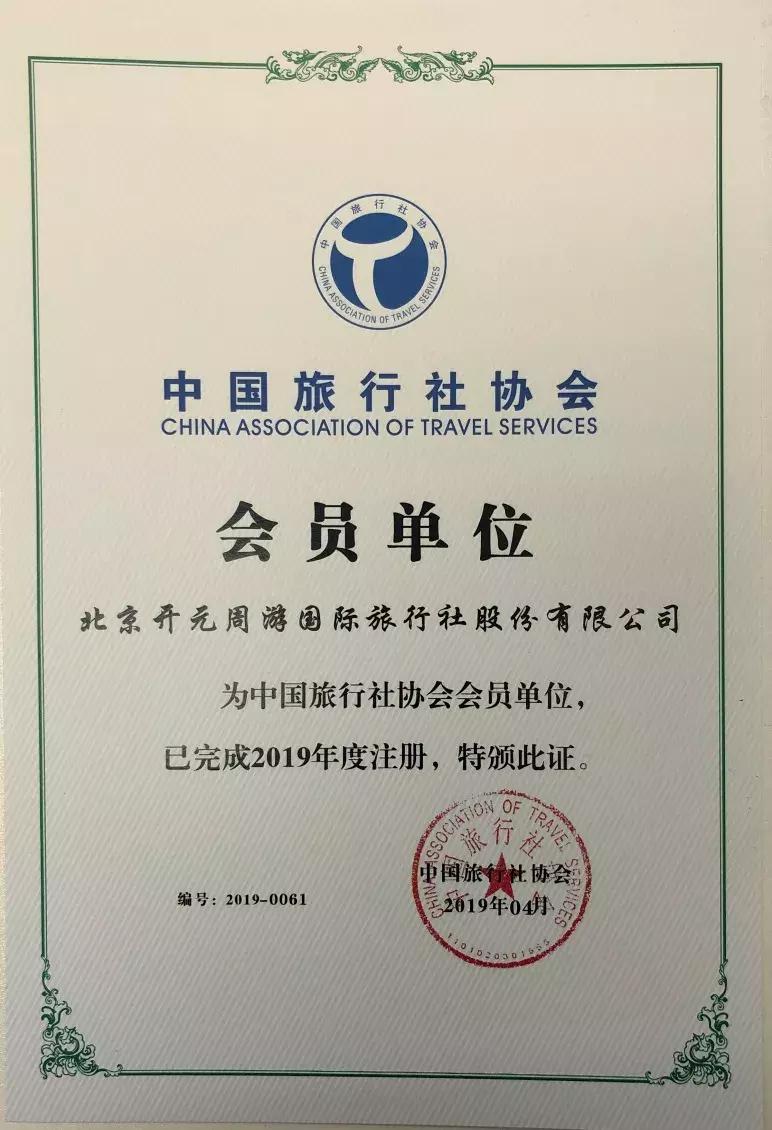 中国旅行社协会
CHINA ASSOCIATION OF TRAVEL SERVICES
中国旅行社协会
CHINA ASSOCIATION OF TRAVEL SERVICES
会员单位
北京开元周游国际旅行社股份有限公司
为中国旅行社协会会员单位，
已完成2019年度注册，特颁此证。
CHINA ASSOCIATION OF TRAVEL SERVICES
中国旅行社协会
中国旅行社协会
编号：2019-0061
2019年04月